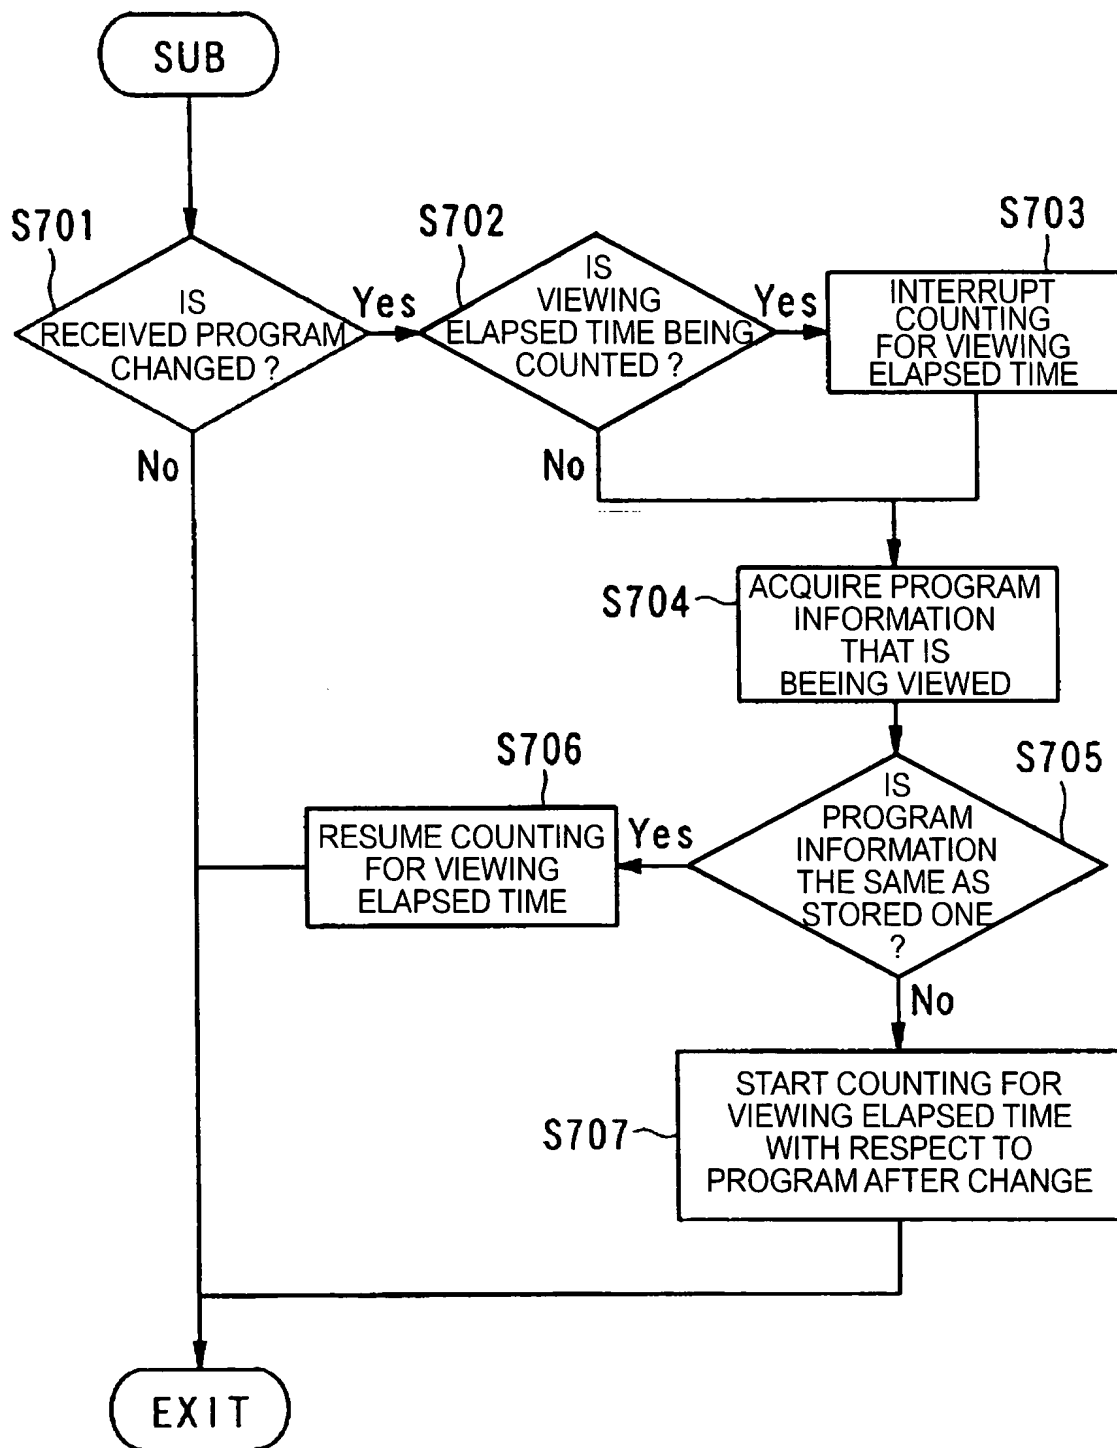 SUB
S701
IS
RECEIVED PROGRAM
CHANGED ?
Yes
No
S702
IS
VIEWING
ELAPSED TIME BEING
COUNTED ?
Yes
No
S703
INTERRUPT
COUNTING
FOR VIEWING
ELAPSED TIME
S704
ACQUIRE PROGRAM
INFORMATION
THAT IS
BEEING VIEWED
S705
IS
PROGRAM
INFORMATION
THE SAME AS
STORED ONE
?
Yes
No
S706
RESUME COUNTING
FOR VIEWING
ELAPSED TIME
S707
START COUNTING FOR
VIEWING ELAPSED TIME
WITH RESPECT TO
PROGRAM AFTER CHANGE
EXIT